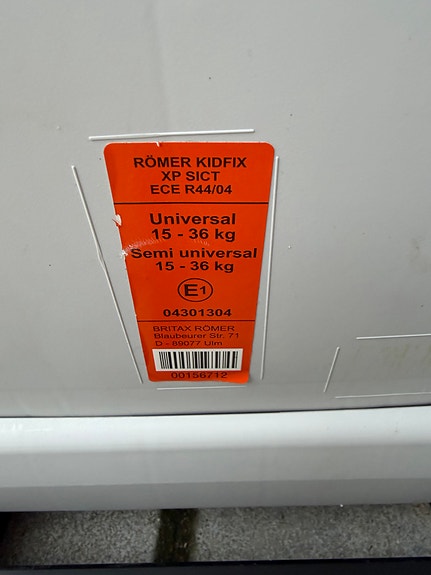 RÖMER KIDFIX
XP SICT
ECE R44/04
Universal
15 - 36 kg
Semi universal
15 - 36 kg
E1
04301304
BRITAX RÖMER
Blaubeurer Str. 71
D - 89077 Ulm
00156712